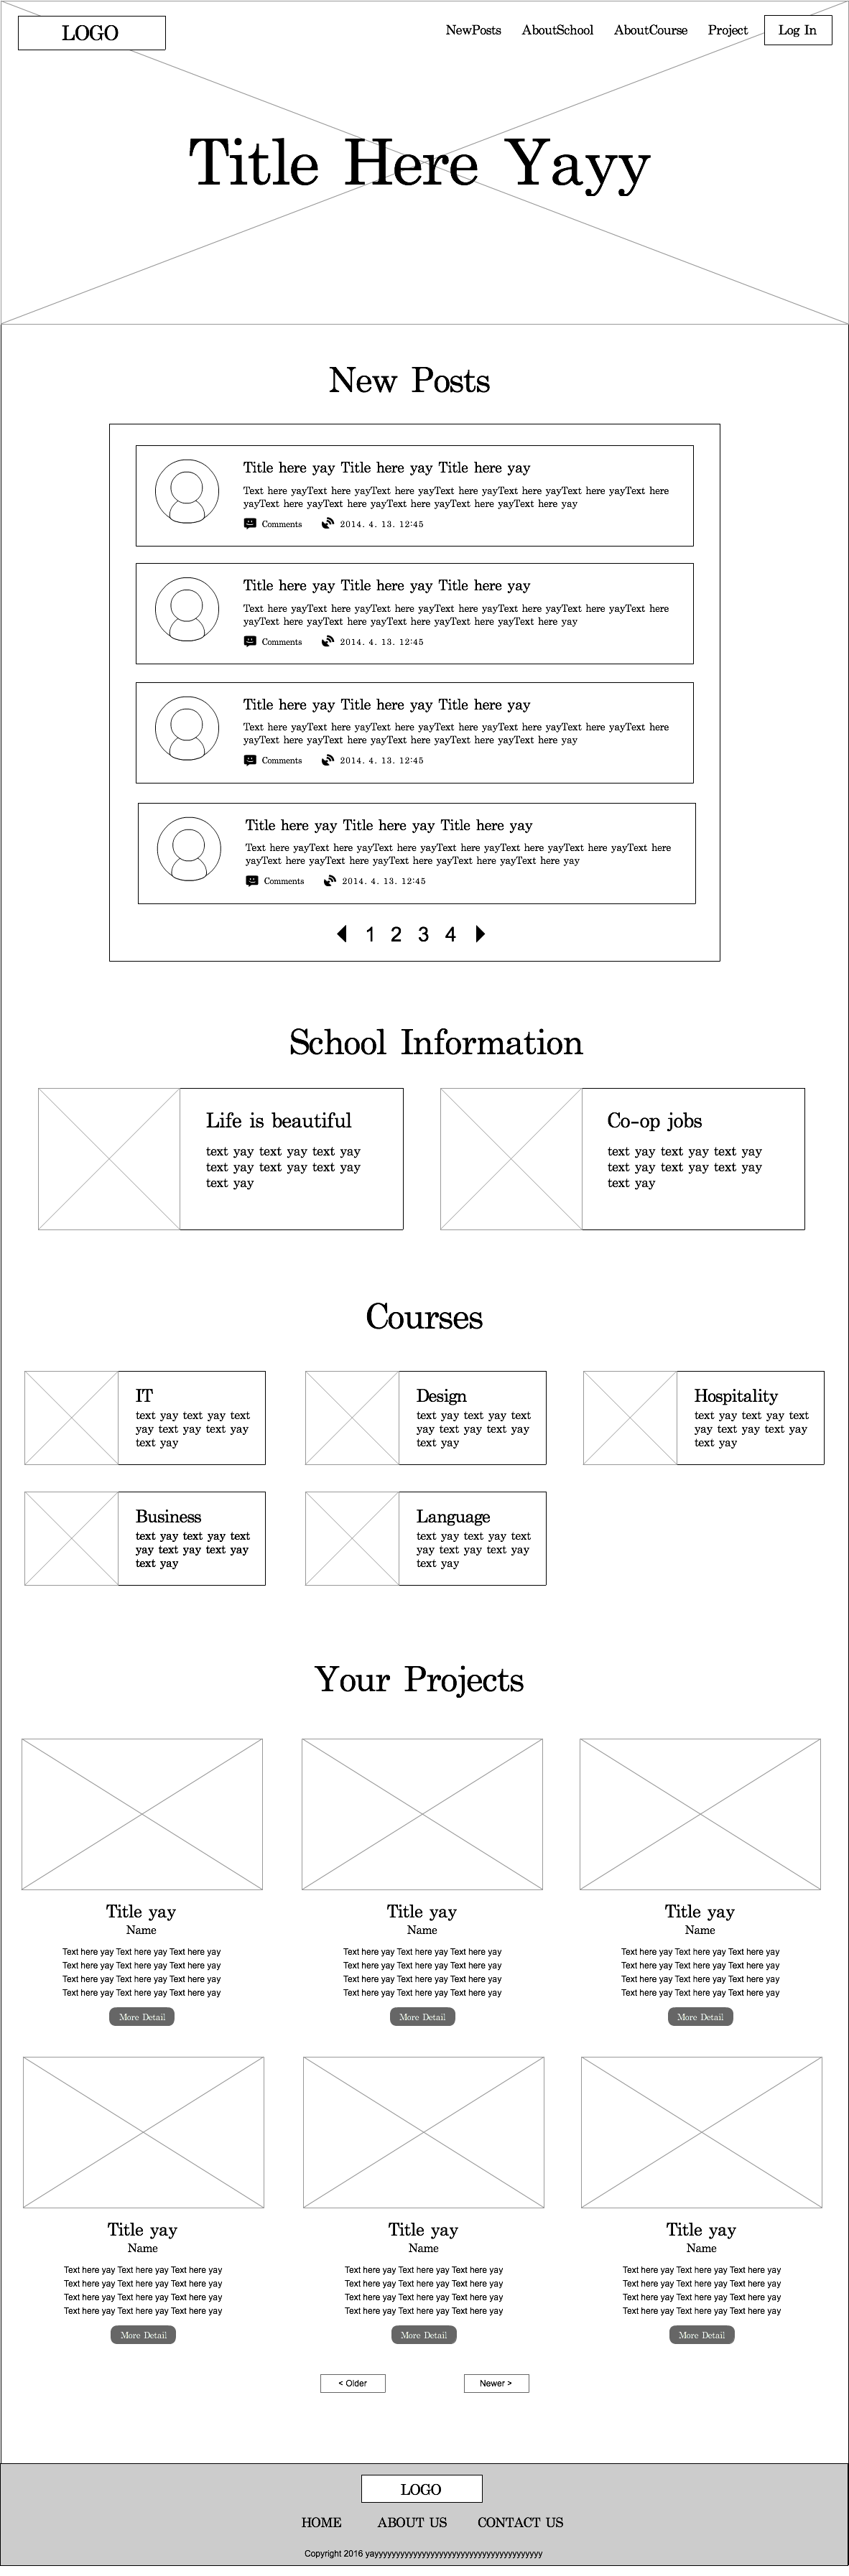 LOGO
NewPosts AboutSchool AboutCourse Project Log In
Title Here Yayy
New Posts
Title here yay Title here yay Title here yay
Text here yayText here yayText here yayText here yayText here yayText here yayText here
yayText here yayText here yayText here yayText here yayText here yay
Comments 2014. 4. 13. 12:45
Title here yay Title here yay Title here yay
Text here yayText here yayText here yayText here yayText here yayText here yayText here
yayText here yayText here yayText here yayText here yayText here yay
Comments 2014. 4. 13. 12:45
Title here yay Title here yay Title here yay
Text here yayText here yayText here yayText here yayText here yayText here yayText here
yayText here yayText here yayText here yayText here yayText here yay
Comments 2014. 4. 13. 12:45
Title here yay Title here yay Title here yay
Text here yayText here yayText here yayText here yayText here yayText here yayText here
yayText here yayText here yayText here yayText here yayText here yay
Comments 2014. 4. 13. 12:45
1 2 3 4
School Information
Life is beautiful
text yay text yay text yay
text yay text yay text yay
text yay
Co-op jobs
text yay text yay text yay
text yay text yay text yay
text yay
Courses
IT
text yay text yay text
yay text yay text yay
text yay
Design
text yay text yay text
yay text yay text yay
text yay
Hospitality
text yay text yay text
yay text yay text yay
text yay
Business
text yay text yay text
yay text yay text yay
text yay
Language
text yay text yay text
yay text yay text yay
text yay
Your Projects
Title yay
Name
Text here yay Text here yay Text here yay
Text here yay Text here yay Text here yay
Text here yay Text here yay Text here yay
Text here yay Text here yay Text here yay
More Detail
Title yay
Name
Text here yay Text here yay Text here yay
Text here yay Text here yay Text here yay
Text here yay Text here yay Text here yay
Text here yay Text here yay Text here yay
More Detail
Title yay
Name
Text here yay Text here yay Text here yay
Text here yay Text here yay Text here yay
Text here yay Text here yay Text here yay
Text here yay Text here yay Text here yay
More Detail
Title yay
Name
Text here yay Text here yay Text here yay
Text here yay Text here yay Text here yay
Text here yay Text here yay Text here yay
Text here yay Text here yay Text here yay
More Detail
Title yay
Name
Text here yay Text here yay Text here yay
Text here yay Text here yay Text here yay
Text here yay Text here yay Text here yay
Text here yay Text here yay Text here yay
More Detail
Title yay
Name
Text here yay Text here yay Text here yay
Text here yay Text here yay Text here yay
Text here yay Text here yay Text here yay
Text here yay Text here yay Text here yay
More Detail
< Older Newer >
LOGO
HOME ABOUT US CONTACT US
Copyright 2016 yayyyyyyyyyyyyyyyyyyyyyyyyyyyyyyyyyyyyyyy